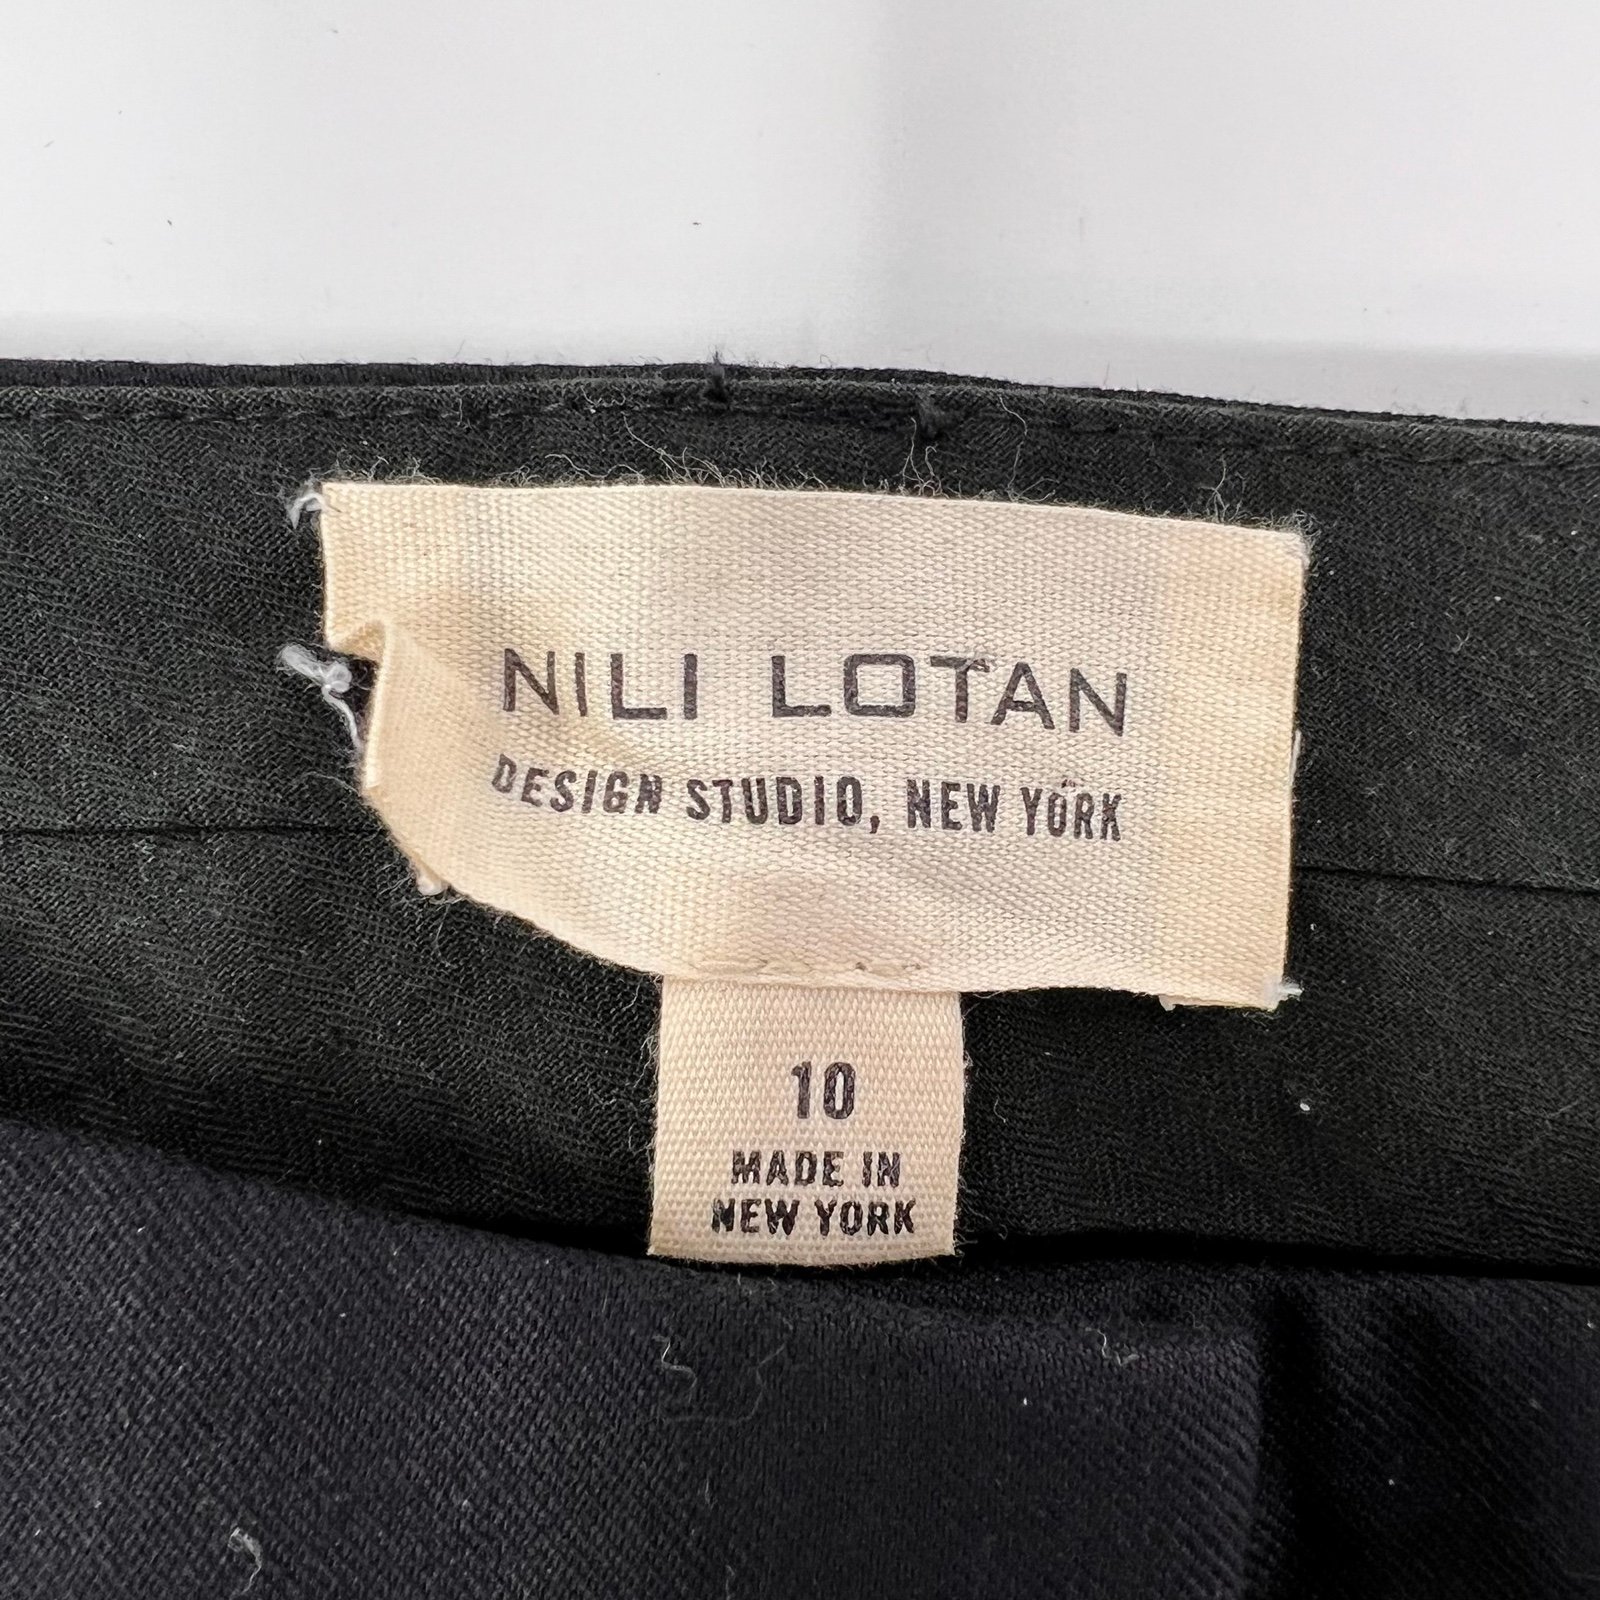 NILI LOTAN
DESIGN STUDIO, NEW YORK
10
MADE IN
NEW YORK